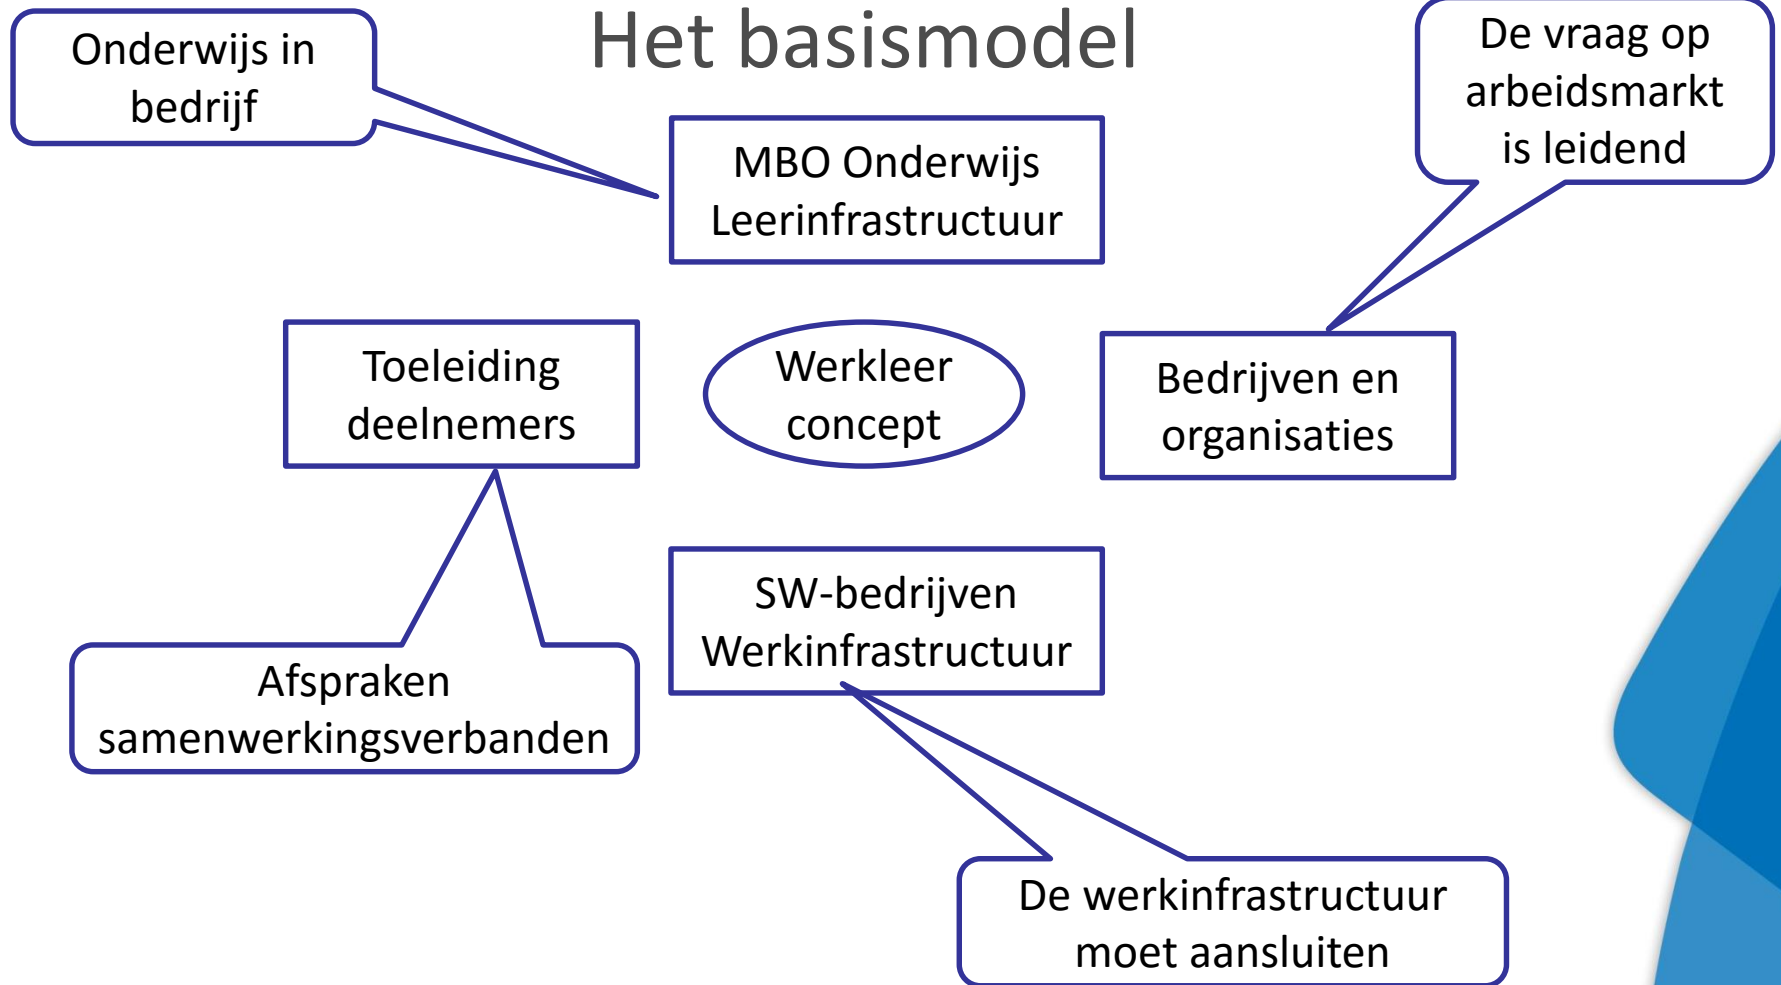 Het basismodel
Onderwijs in
bedrijf
De vraag op
arbeidsmarkt
is leidend
MBO Onderwijs
Leerinfrastructuur
Toeleiding
deelnemers
Werkleer
concept
Bedrijven en
organisaties
SW-bedrijven
Werkinfrastructuur
Afspraken
samenwerkingsverbanden
De werkinfrastructuur
moet aansluiten